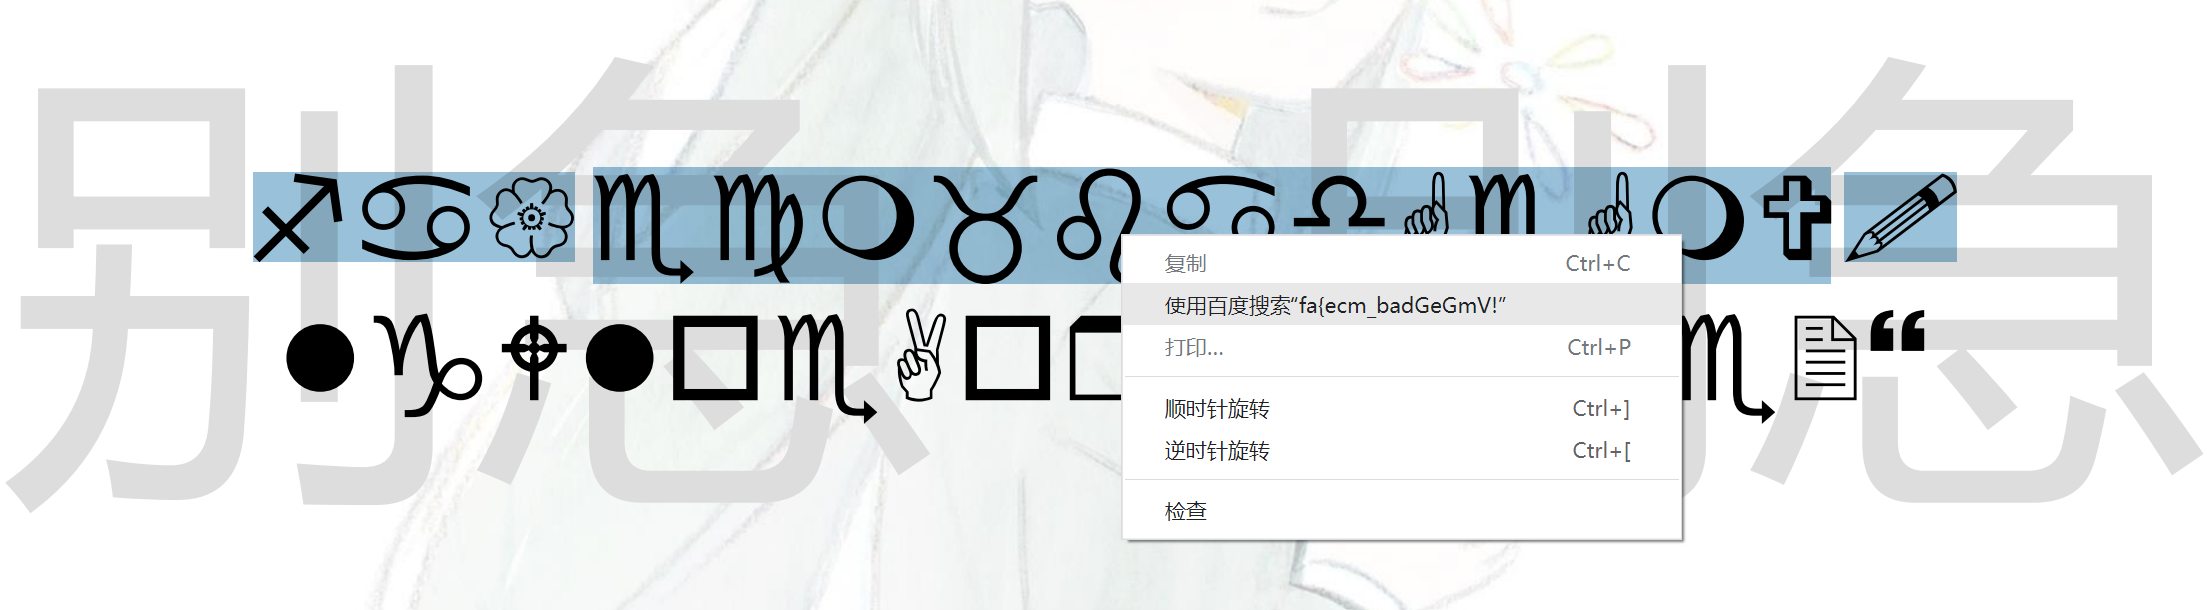 别急 别急
复制 Ctrl+C
使用百度搜索“fa{ecm_badGeGmV!”
打印... Ctrl+P
顺时针旋转 Ctrl+]
逆时针旋转 Ctrl+[
检查